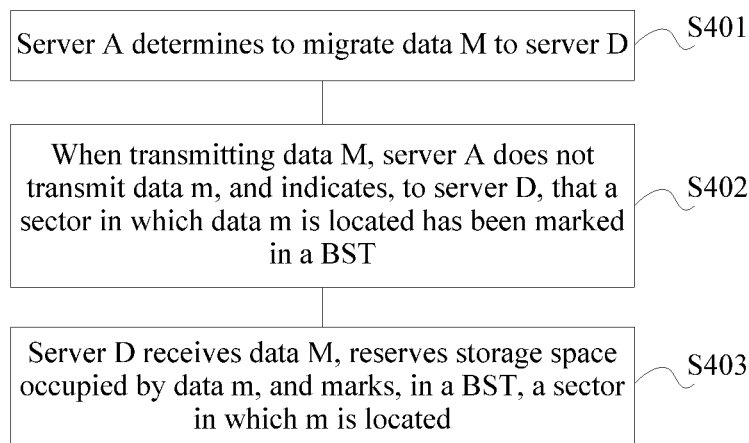 Server A determines to migrate data M to server D
S401
When transmitting data M, server A does not
transmit data m, and indicates, to server D, that a
sector in which data m is located has been marked
in a BST
S402
Server D receives data M, reserves storage space
occupied by data m, and marks, in a BST, a sector
in which m is located
S403